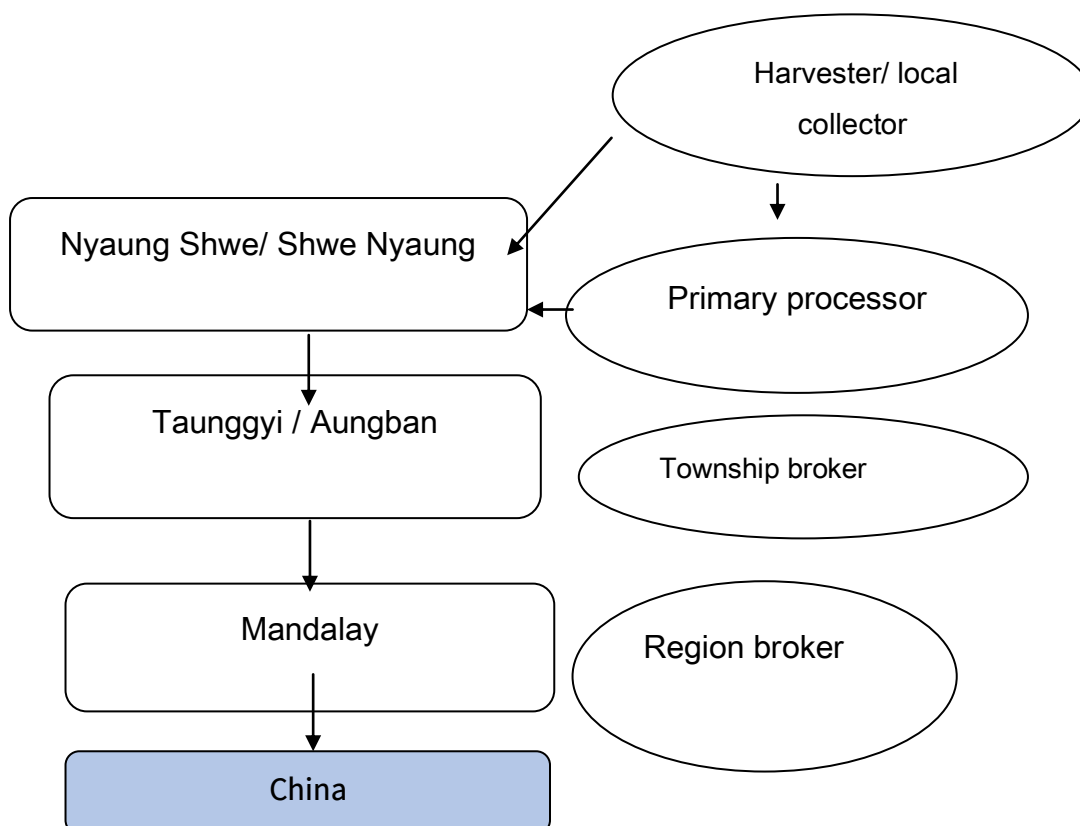 Harvester/ local
collector
Nyaung Shwe/ Shwe Nyaung
Primary processor
Taunggyi / Aungban
Township broker
Mandalay
Region broker
China